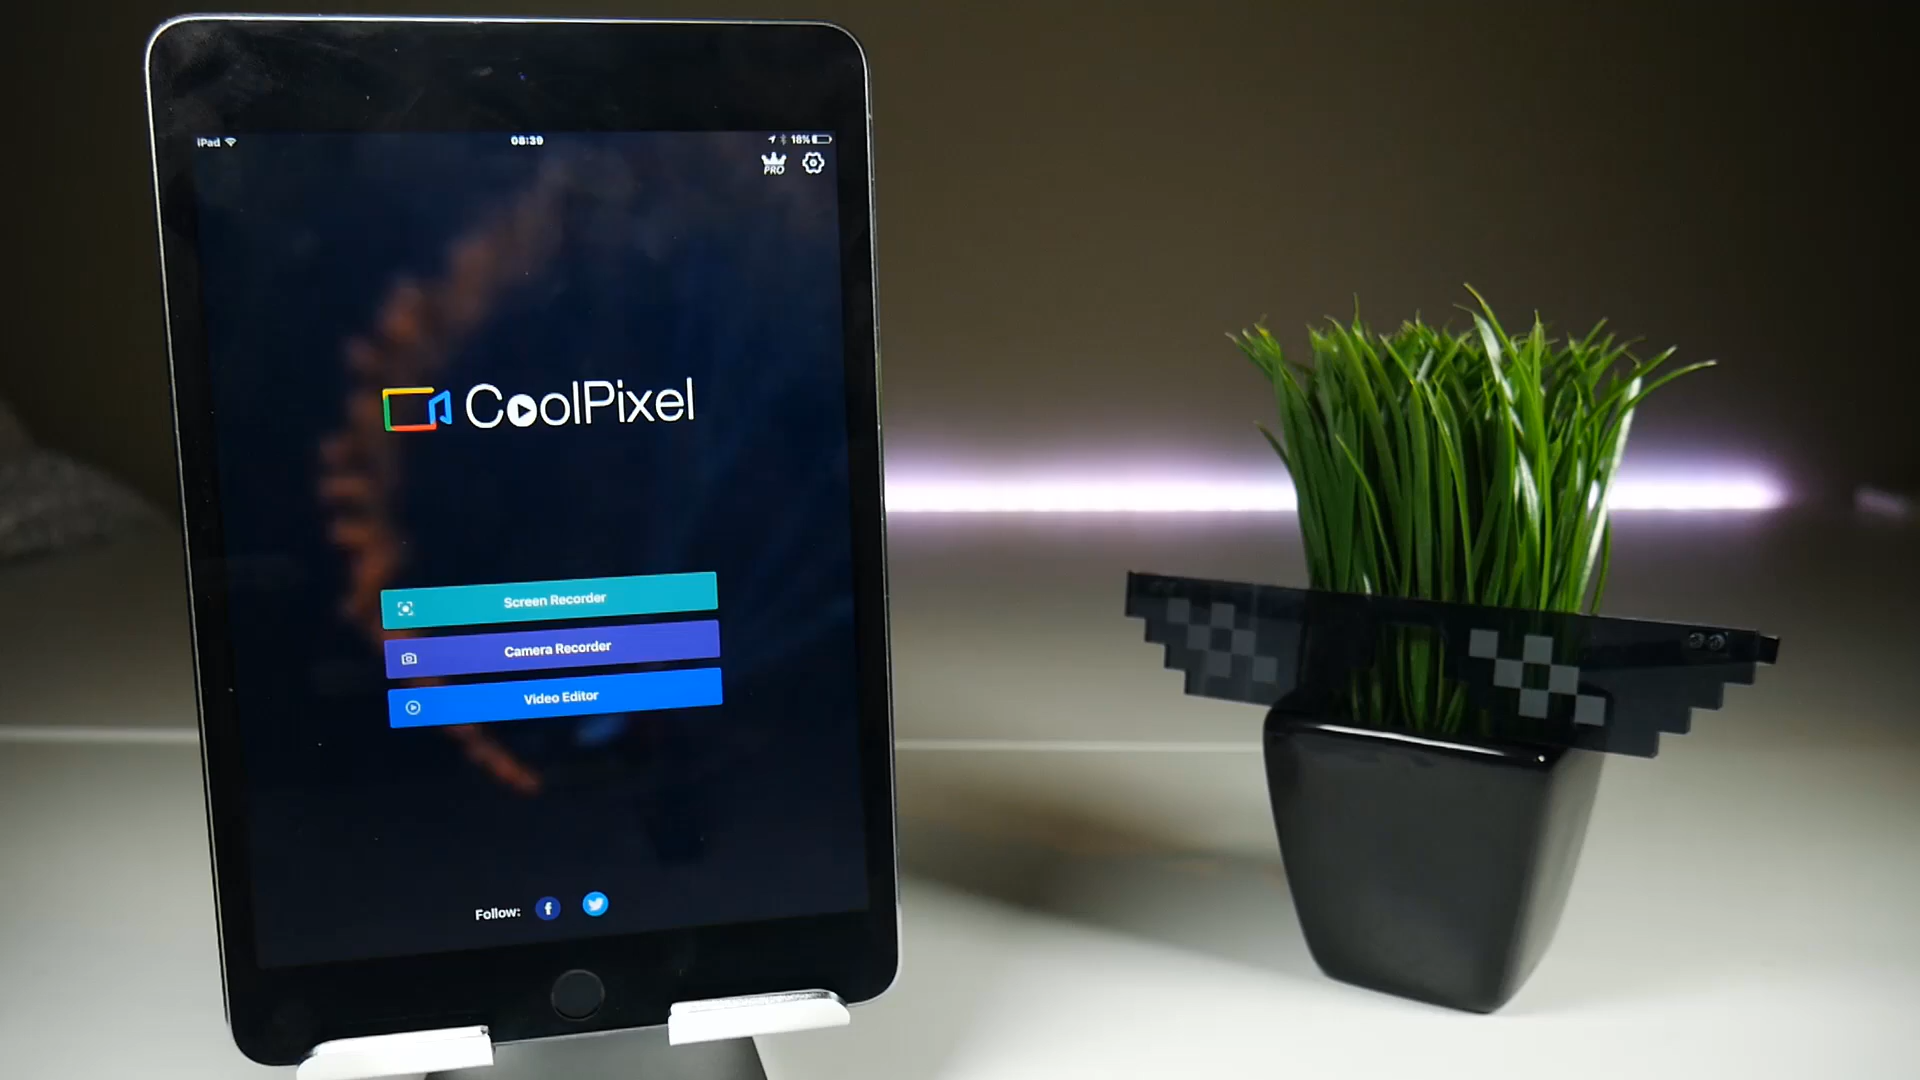 iPad 08:39 18%
PRO
CoolPixel
Screen Recorder
Camera Recorder
Video Editor
Follow: